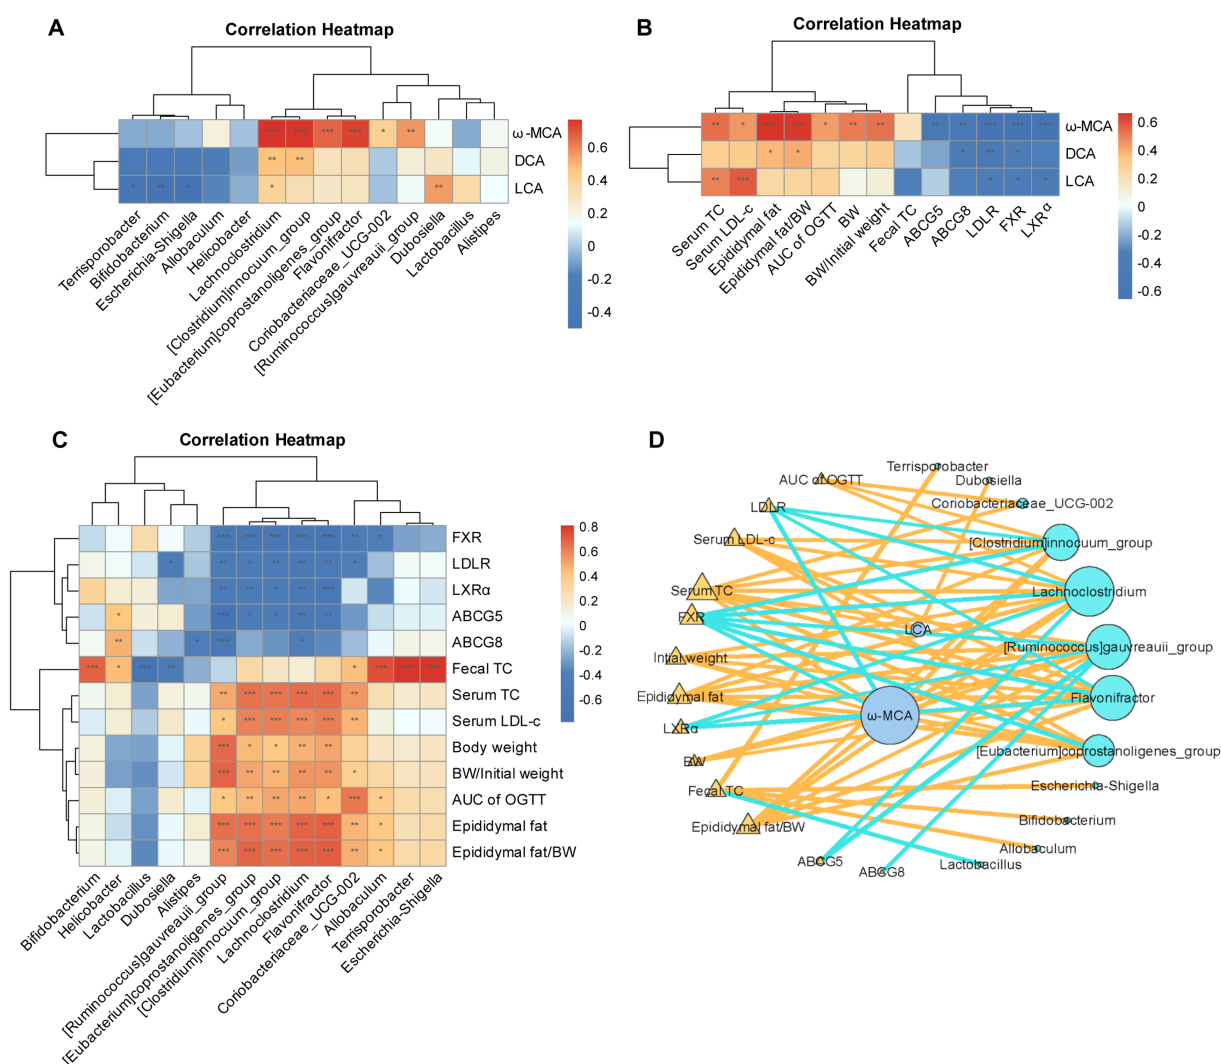 A
Correlation Heatmap
ω-MCA
DCA
LCA
*** *** *** *** * **
** **
* ** * * **
Terrisporobacter
Bifidobacterium
Escherichia-Shigella
Allobaculum
Helicobacter
Lachnoclostridium
[Clostridium]innocuum_group
[Eubacterium]coprostanoligenes_group
Flavonifractor
Coriobacteriaceae_UCG-002
[Ruminococcus]gauvreauii_group
Dubosiella
Lactobacillus
Alistipes
0.6
0.4
0.2
0
-0.2
-0.4
B
Correlation Heatmap
ω-MCA
DCA
LCA
Serum TC
Serum LDL-c
Epididymal fat
Epididymal fat/BW
AUC of OGTT
BW
BW/Initial weight
Fecal TC
ABCG5
ABCG8
LDLR
FXR
LXRα
0.6
0.4
0.2
0
-0.2
-0.4
-0.6
C
Correlation Heatmap
FXR
LDLR
LXRα
ABCG5
ABCG8
Fecal TC
Serum TC
Serum LDL-c
Body weight
BW/Initial weight
AUC of OGTT
Epididymal fat
Epididymal fat/BW
Bifidobacterium
Helicobacter
Lactobacillus
Dubosiella
Alistipes
[Ruminococcus]gauvreauii_group
[Eubacterium]coprostanoligenes_group
[Clostridium]innocuum_group
Lachnoclostridium
Flavonifractor
Coriobacteriaceae_UCG-002
Allobaculum
Terrisporobacter
Escherichia-Shigella
0.8
0.6
0.4
0.2
0
-0.2
-0.4
-0.6
D
Terrisporobacter
AUC of OGTT
Dubosiella
LDLR
Coriobacteriaceae_UCG-002
Serum LDL-c
[Clostridium]innocuum_group
Serum TC
Lachnoclostridium
FXR
LCA
Intial weight
[Ruminococcus]gauvreauii_group
Epididymal fat
Flavonifractor
LXRα
ω-MCA
BW
[Eubacterium]coprostanoligenes_group
Fecal TC
Escherichia-Shigella
Epididymal fat/BW
Bifidobacterium
Allobaculum
ABCG5
Lactobacillus
ABCG8